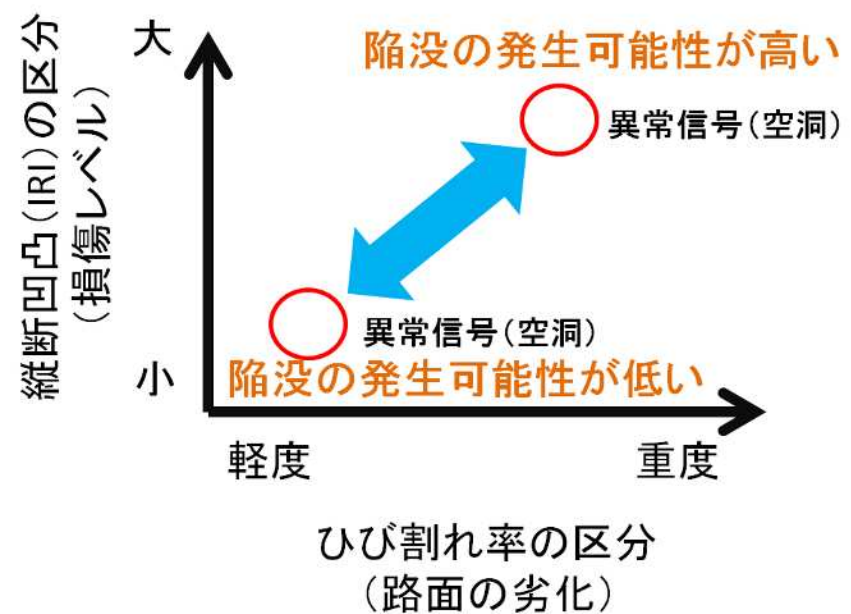 縦断凹凸(IRI)の区分
(損傷レベル)
大
陥没の発生可能性が高い
異常信号(空洞)
異常信号(空洞)
小
陥没の発生可能性が低い
軽度
重度
ひび割れ率の区分
(路面の劣化)